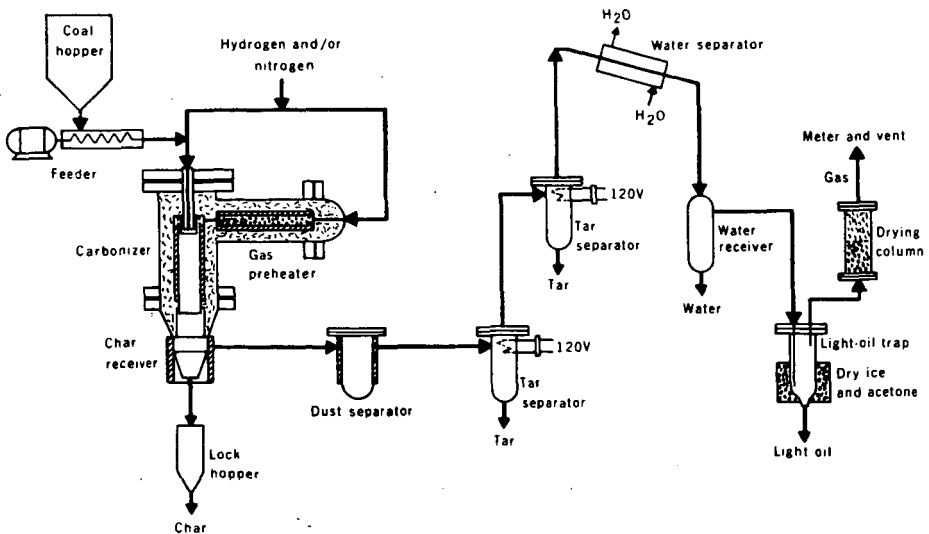 Coal
hopper
Hydrogen and/or
nitrogen
H2O
Water separator
H2O
Feeder
Meter and vent
Gas
120V
Tar
separator
Tar
Carbonizer
Gas
preheater
Water
receiver
Drying
column
Water
Char
receiver
120V
Light-oil trap
Dust separator
Tar
separator
Dry ice
and acetone
Tar
Light oil
Lock
hopper
Char